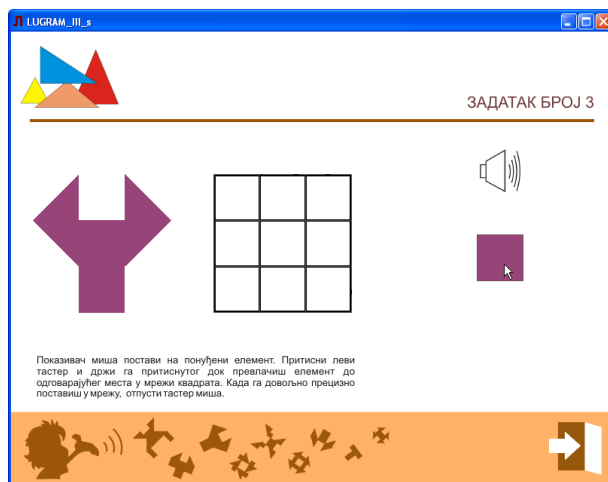 LUGRAM_III_s
ЗАДАТАК БРОЈ 3
Показивач миша постави на понуђени елемент. Притисни леви
тастер и држи га притиснутог док превлачиш елемент до
одговарајућег места у мрежи квадрата. Када га довољно прецизно
поставиш у мрежу, отпусти тастер миша.